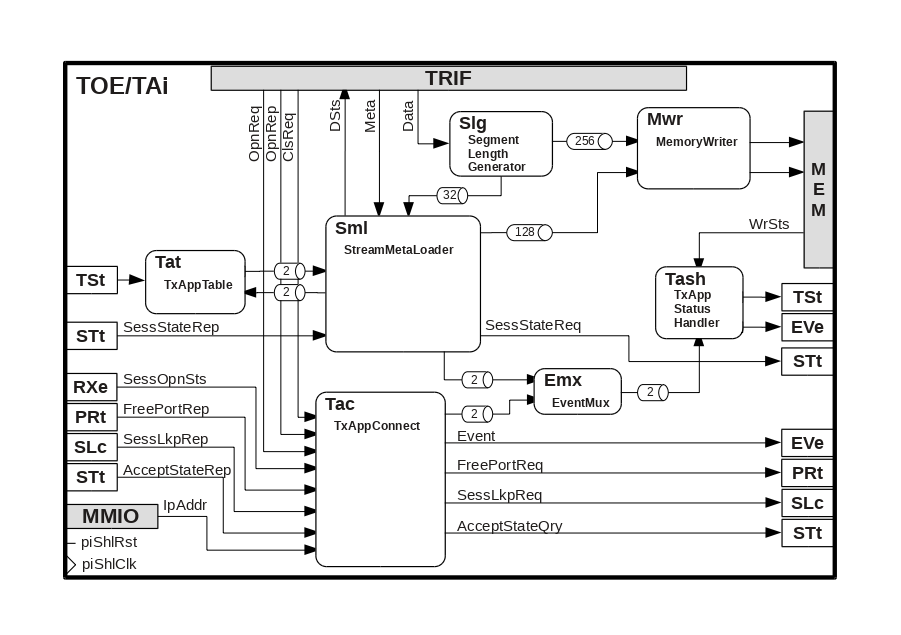 TRIF
TOE/TAi
OpnReq
OpnRep
ClsReq
DSts
Meta
Data
Slg
Segment
Length
Generator
256
Mwr
MemoryWriter
M
E
M
32
Sml
StreamMetaLoader
128
WrSts
Tat
TxAppTable
2
2
TSt
Tash
TxApp
Status
Handler
TSt
EVe
STt
SessStateRep
SessStateReq
STt
RXe
SessOpnSts
2
Emx
EventMux
2
PRt
FreePortRep
Tac
TxAppConnect
2
SLc
SessLkpRep
Event
EVe
STt
AcceptStateRep
FreePortReq
PRt
MMIO
IpAddr
SessLkpReq
SLc
piShlRst
AcceptStateQry
STt
piShlClk